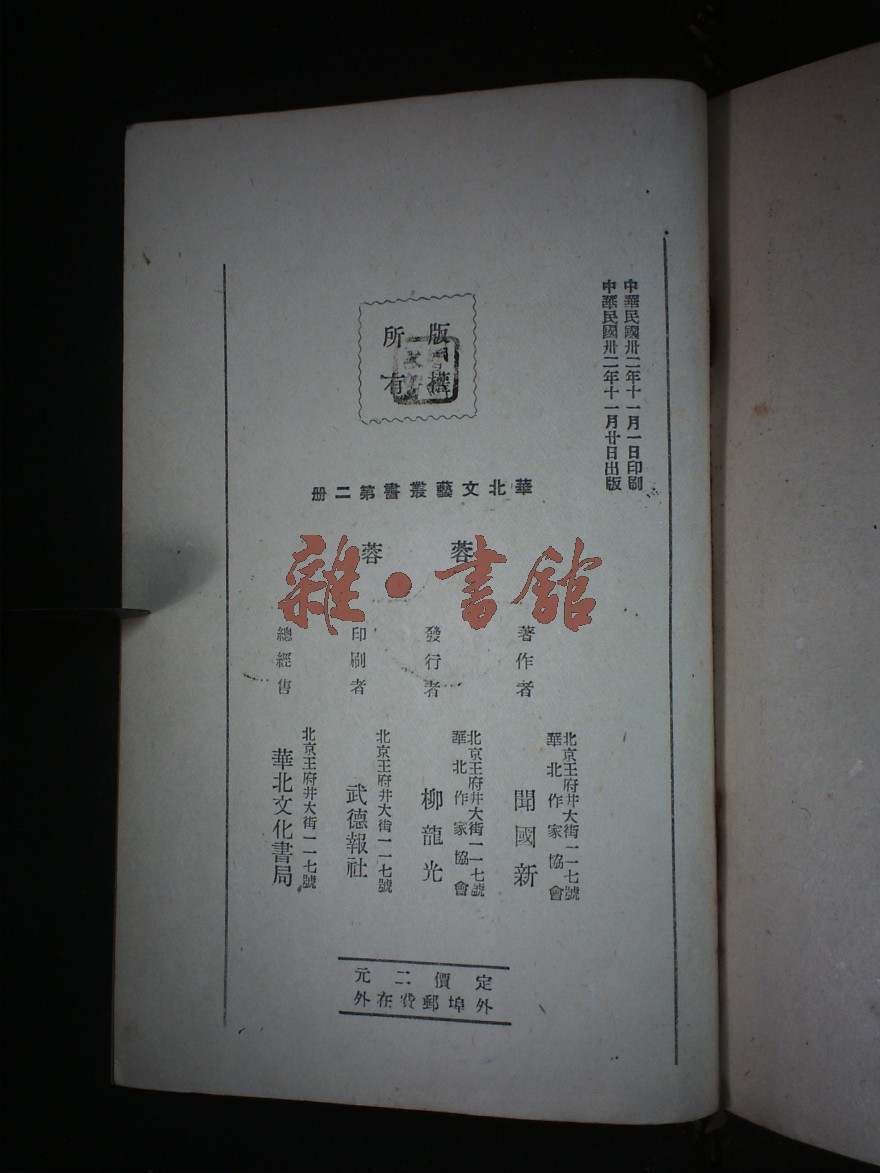 中華民國卅二年十一月一日印刷
中華民國卅二年十一月廿日出版
版權
所有
華北文藝叢書第二册
蓉蓉
雜·書館
著作者
北京王府井大街一一七號
華北作家協會
聞國新
發行者
北京王府井大街一一七號
華北作家協會
柳龍光
印刷者
北京王府井大街一一七號
武德報社
總經售
北京王府井大街一一七號
華北文化書局
定價二元
外埠郵費在外